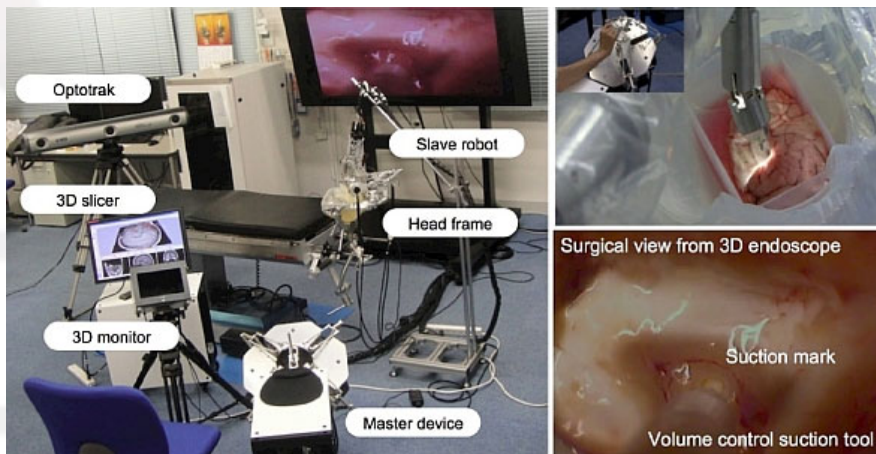 Optotrak
Slave robot
3D slicer
Head frame
3D monitor
Master device
Surgical view from 3D endoscope
Suction mark
Volume control suction tool